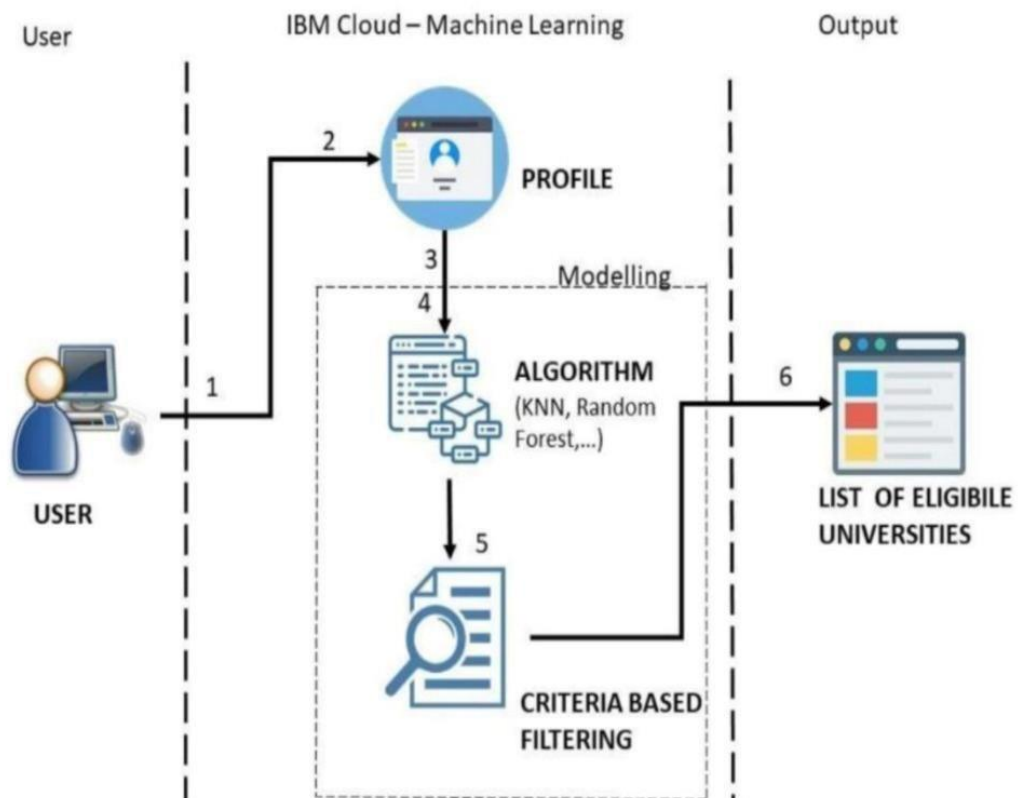 User
IBM Cloud – Machine Learning
Output
2
PROFILE
3
Modelling
4
ALGORITHM
(KNN, Random
Forest,...)
1
6
USER
LIST OF ELIGIBILE
UNIVERSITIES
5
CRITERIA BASED
FILTERING